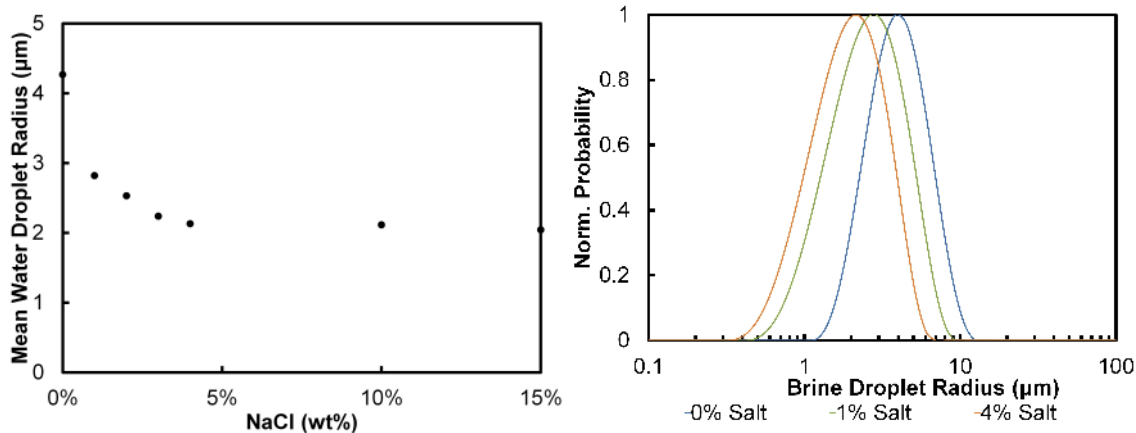 Mean Water Droplet Radius (µm)
5
4
3
2
1
0
0%
5%
10%
15%
NaCl (wt%)
Norm. Probability
1
0.8
0.6
0.4
0.2
0
0.1
1
10
100
Brine Droplet Radius (µm)
0% Salt
1% Salt
4% Salt